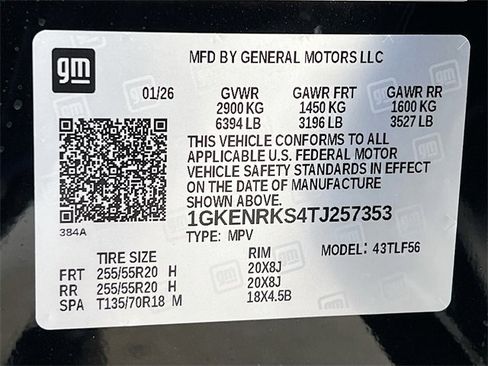 gm
MFD BY GENERAL MOTORS LLC
01/26 GVWR GAWR FRT GAWR RR
2900 KG 1450 KG 1600 KG
6394 LB 3196 LB 3527 LB
THIS VEHICLE CONFORMS TO ALL
APPLICABLE U.S. FEDERAL MOTOR
VEHICLE SAFETY STANDARDS IN EFFECT
ON THE DATE OF MANUFACTURE
SHOWN ABOVE.
384A
1GKENRKS4TJ257353
TYPE: MPV MODEL: 43TLF56
TIRE SIZE RIM
FRT 255/55R20 H 20X8J
RR 255/55R20 H 20X8J
SPA T135/70R18 M 18X4.5B